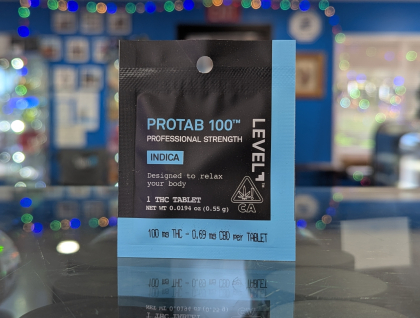 PROTAB 100™
PROFESSIONAL STRENGTH
INDICA
Designed to relax
your body
1 THC TABLET
NET WT 0.0194 oz (0.55 g)
LEVEL™
CA
100 mg THC - 0.69 mg CBD per TABLET